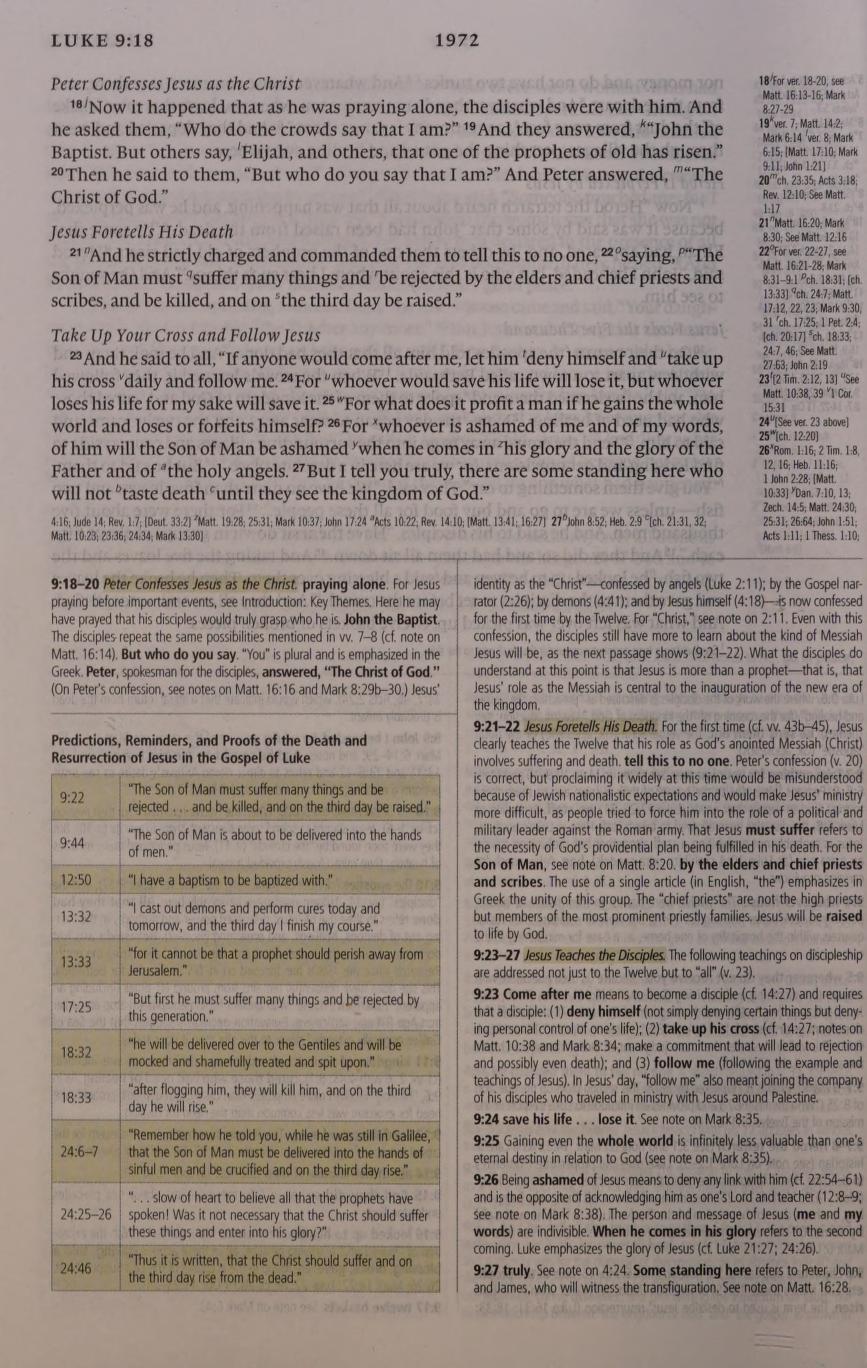 LUKE 9:18
1972
Peter Confesses Jesus as the Christ
18 lNow it happened that as he was praying alone, the disciples were with him. And
he asked them, “Who do the crowds say that I am?” 19 And they answered, k“John the
Baptist. But others say, lElijah, and others, that one of the prophets of old has risen.”
20 Then he said to them, “But who do you say that I am?” And Peter answered, m“The
Christ of God.”
Jesus Foretells His Death
21 nAnd he strictly charged and commanded them to tell this to no one, 22 osaying, p“The
Son of Man must qsuffer many things and rbe rejected by the elders and chief priests and
scribes, and be killed, and on sthe third day be raised.”
Take Up Your Cross and Follow Jesus
23 And he said to all, “If anyone would come after me, let him tdeny himself and utake up
his cross vdaily and follow me. 24 For uwhoever would save his life will lose it, but whoever
loses his life for my sake will save it. 25 wFor what does it profit a man if he gains the whole
world and loses or forfeits himself? 26 For xwhoever is ashamed of me and of my words,
of him will the Son of Man be ashamed ywhen he comes in zhis glory and the glory of the
Father and of athe holy angels. 27 But I tell you truly, there are some standing here who
will not btaste death cuntil they see the kingdom of God.”
4:16; Jude 14; Rev. 1:7; [Deut. 33:2] zMatt. 19:28; 25:31; Mark 10:37; John 17:24 aActs 10:22; Rev. 14:10; [Matt. 13:41; 16:27] 27 bJohn 8:52; Heb. 2:9 c[ch. 21:31, 32;
Matt. 10:23; 23:36; 24:34; Mark 13:30]
18 For ver. 18-20, see
Matt. 16:13-16; Mark
8:27-29
19 kver. 7; Matt. 14:2;
Mark 6:14 lver. 8; Mark
6:15; [Matt. 17:10; Mark
9:11; John 1:21]
20 mch. 23:35; Acts 3:18;
Rev. 12:10; See Matt.
1:17
21 nMatt. 16:20; Mark
8:30; See Matt. 12:16
22 oFor ver. 22-27, see
Matt. 16:21-28; Mark
8:31–9:1 pch. 18:31; [ch.
13:33] qch. 24:7; Matt.
17:12, 22, 23; Mark 9:30,
31 rch. 17:25; 1 Pet. 2:4;
[ch. 20:17] sch. 18:33;
24:7, 46; See Matt.
27:63; John 2:19
23 t[2 Tim. 2:12, 13] uSee
Matt. 10:38, 39 v1 Cor.
15:31
24 u[See ver. 23 above]
25 w[ch. 12:20]
26 xRom. 1:16; 2 Tim. 1:8,
12, 16; Heb. 11:16;
1 John 2:28; [Matt.
10:33] yDan. 7:10, 13;
Zech. 14:5; Matt. 24:30;
25:31; 26:64; John 1:51;
Acts 1:11; 1 Thess. 1:10;
9:18–20 Peter Confesses Jesus as the Christ. praying alone. For Jesus
praying before important events, see Introduction: Key Themes. Here he may
have prayed that his disciples would truly grasp who he is. John the Baptist.
The disciples repeat the same possibilities mentioned in vv. 7–8 (cf. note on
Matt. 16:14). But who do you say. “You” is plural and is emphasized in the
Greek. Peter, spokesman for the disciples, answered, “The Christ of God.”
(On Peter's confession, see notes on Matt. 16:16 and Mark 8:29b–30.) Jesus'
Predictions, Reminders, and Proofs of the Death and
Resurrection of Jesus in the Gospel of Luke
9:22
“The Son of Man must suffer many things and be
rejected . . . and be killed, and on the third day be raised.”
9:44
“The Son of Man is about to be delivered into the hands
of men.”
12:50
“I have a baptism to be baptized with.”
13:32
“I cast out demons and perform cures today and
tomorrow, and the third day I finish my course.”
13:33
“for it cannot be that a prophet should perish away from
Jerusalem.”
17:25
“But first he must suffer many things and be rejected by
this generation.”
18:32
“he will be delivered over to the Gentiles and will be
mocked and shamefully treated and spit upon.”
18:33
“after flogging him, they will kill him, and on the third
day he will rise.”
24:6–7
“Remember how he told you, while he was still in Galilee,
that the Son of Man must be delivered into the hands of
sinful men and be crucified and on the third day rise.”
24:25–26
“. . . slow of heart to believe all that the prophets have
spoken! Was it not necessary that the Christ should suffer
these things and enter into his glory?”
24:46
“Thus it is written, that the Christ should suffer and on
the third day rise from the dead.”
identity as the “Christ”—confessed by angels (Luke 2:11); by the Gospel nar-
rator (2:26); by demons (4:41); and by Jesus himself (4:18)—is now confessed
for the first time by the Twelve. For “Christ,” see note on 2:11. Even with this
confession, the disciples still have more to learn about the kind of Messiah
Jesus will be, as the next passage shows (9:21–22). What the disciples do
understand at this point is that Jesus is more than a prophet—that is, that
Jesus' role as the Messiah is central to the inauguration of the new era of
the kingdom.
9:21–22 Jesus Foretells His Death. For the first time (cf. vv. 43b–45), Jesus
clearly teaches the Twelve that his role as God's anointed Messiah (Christ)
involves suffering and death. tell this to no one. Peter's confession (v. 20)
is correct, but proclaiming it widely at this time would be misunderstood
because of Jewish nationalistic expectations and would make Jesus' ministry
more difficult, as people tried to force him into the role of a political and
military leader against the Roman army. That Jesus must suffer refers to
the necessity of God's providential plan being fulfilled in his death. For the
Son of Man, see note on Matt. 8:20. by the elders and chief priests
and scribes. The use of a single article (in English, “the”) emphasizes in
Greek the unity of this group. The “chief priests” are not the high priests
but members of the most prominent priestly families. Jesus will be raised
to life by God.
9:23–27 Jesus Teaches the Disciples. The following teachings on discipleship
are addressed not just to the Twelve but to “all” (v. 23).
9:23 Come after me means to become a disciple (cf. 14:27) and requires
that a disciple: (1) deny himself (not simply denying certain things but deny-
ing personal control of one's life); (2) take up his cross (cf. 14:27; notes on
Matt. 10:38 and Mark 8:34; make a commitment that will lead to rejection
and possibly even death); and (3) follow me (following the example and
teachings of Jesus). In Jesus' day, “follow me” also meant joining the company
of his disciples who traveled in ministry with Jesus around Palestine.
9:24 save his life . . . lose it. See note on Mark 8:35.
9:25 Gaining even the whole world is infinitely less valuable than one's
eternal destiny in relation to God (see note on Mark 8:35).
9:26 Being ashamed of Jesus means to deny any link with him (cf. 22:54–61)
and is the opposite of acknowledging him as one's Lord and teacher (12:8–9;
see note on Mark 8:38). The person and message of Jesus (me and my
words) are indivisible. When he comes in his glory refers to the second
coming. Luke emphasizes the glory of Jesus (cf. Luke 21:27; 24:26).
9:27 truly. See note on 4:24. Some standing here refers to Peter, John,
and James, who will witness the transfiguration. See note on Matt. 16:28.